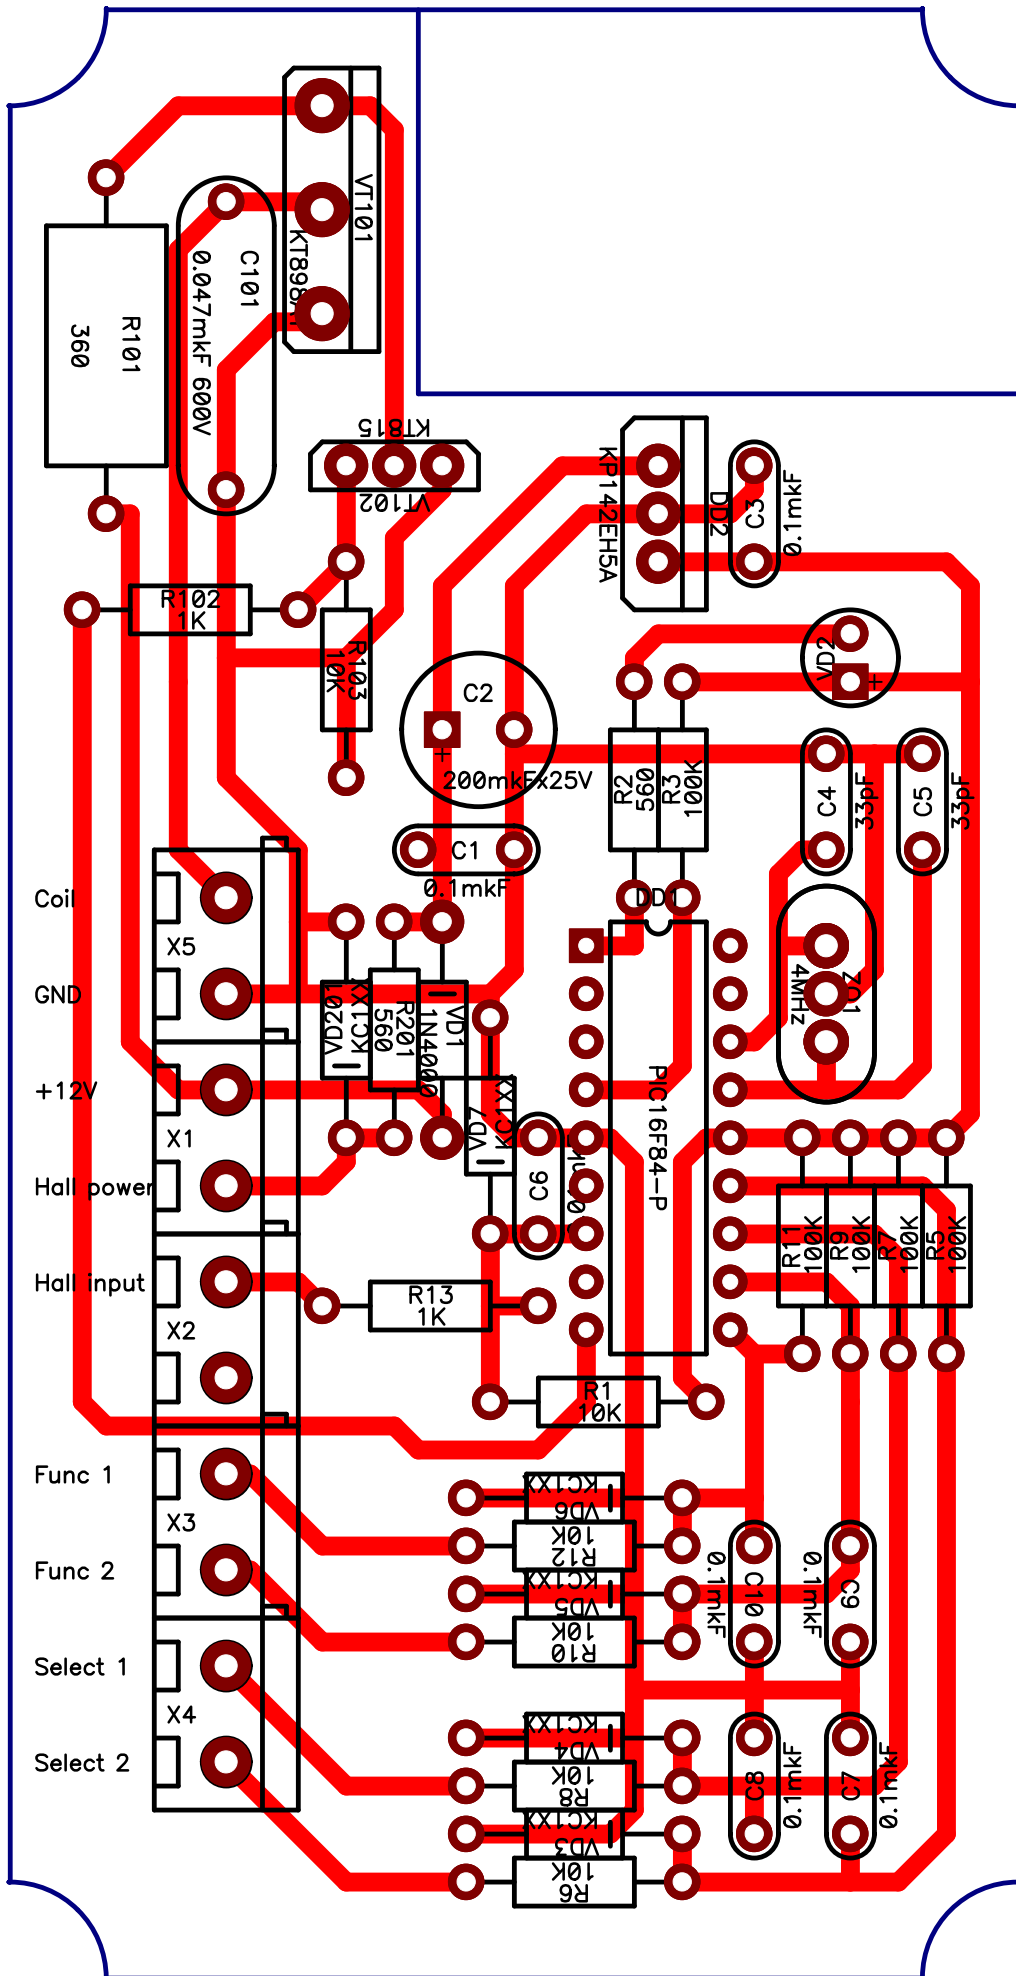 VT101
KT898A
C101
0.047mkF 600V
R101
360
KT815
VT102
KP142EH5A
DD2
C3
0.1mkF
R102
1K
R103
10K
VD2
+
C2
+
200mkFx25V
R2
560
R3
100K
C4
33pF
C5
33pF
C1
0.1mkF
DD1
Coil
X5
GND
4MHz
VD201
KC1XX
R201
560
VD1
1N4000
+12V
X1
PIC16F84-P
VD7
KC1XX
C6
Hall power
R11
100K
R9
100K
R7
100K
R5
100K
Hall input
R13
1K
X2
R1
10K
Func 1
KC1XX
VD6
X3
10K
R12
Func 2
KC1XX
VD5
0.1mkF
C10
0.1mkF
C9
10K
R10
Select 1
X4
KC1XX
VD4
Select 2
10K
R8
C8
0.1mkF
C7
0.1mkF
KC1XX
VD3
10K
R6